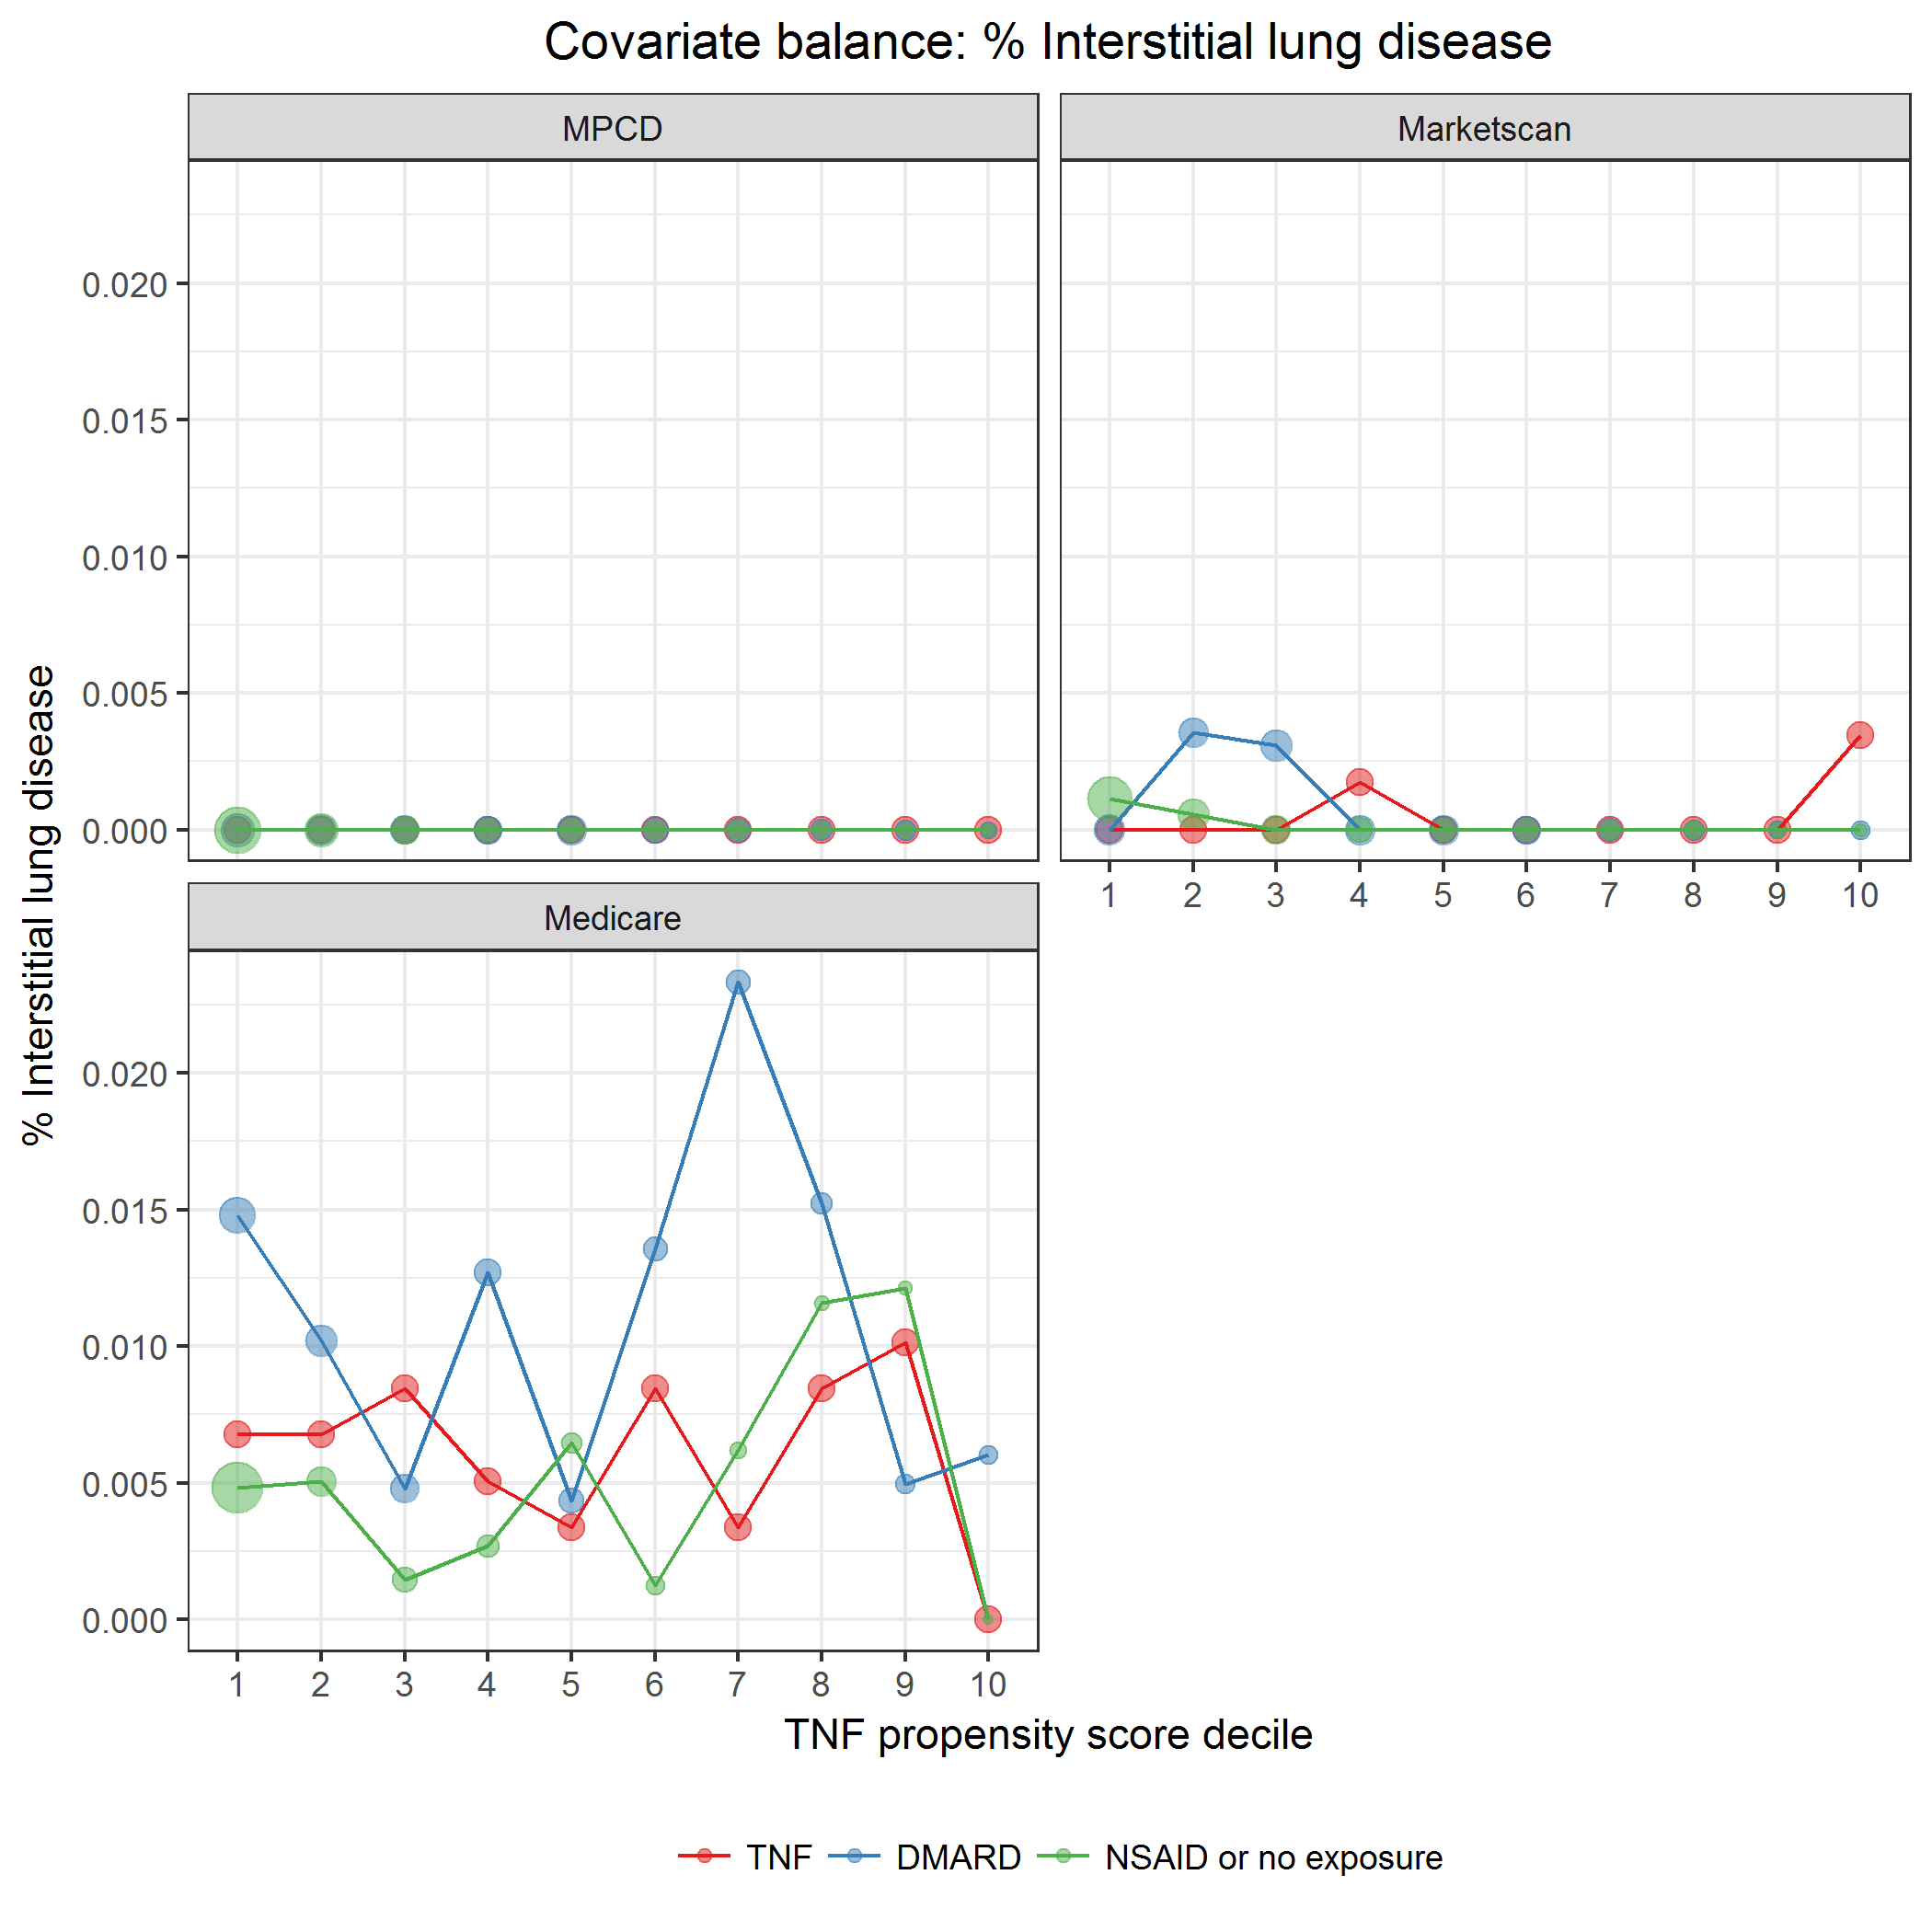 Covariate balance: % Interstitial lung disease
MPCD
Marketscan
0.020
0.015
0.010
0.005
0.000
1 2 3 4 5 6 7 8 9 10
% Interstitial lung disease
Medicare
0.020
0.015
0.010
0.005
0.000
1 2 3 4 5 6 7 8 9 10
TNF propensity score decile
TNF DMARD NSAID or no exposure